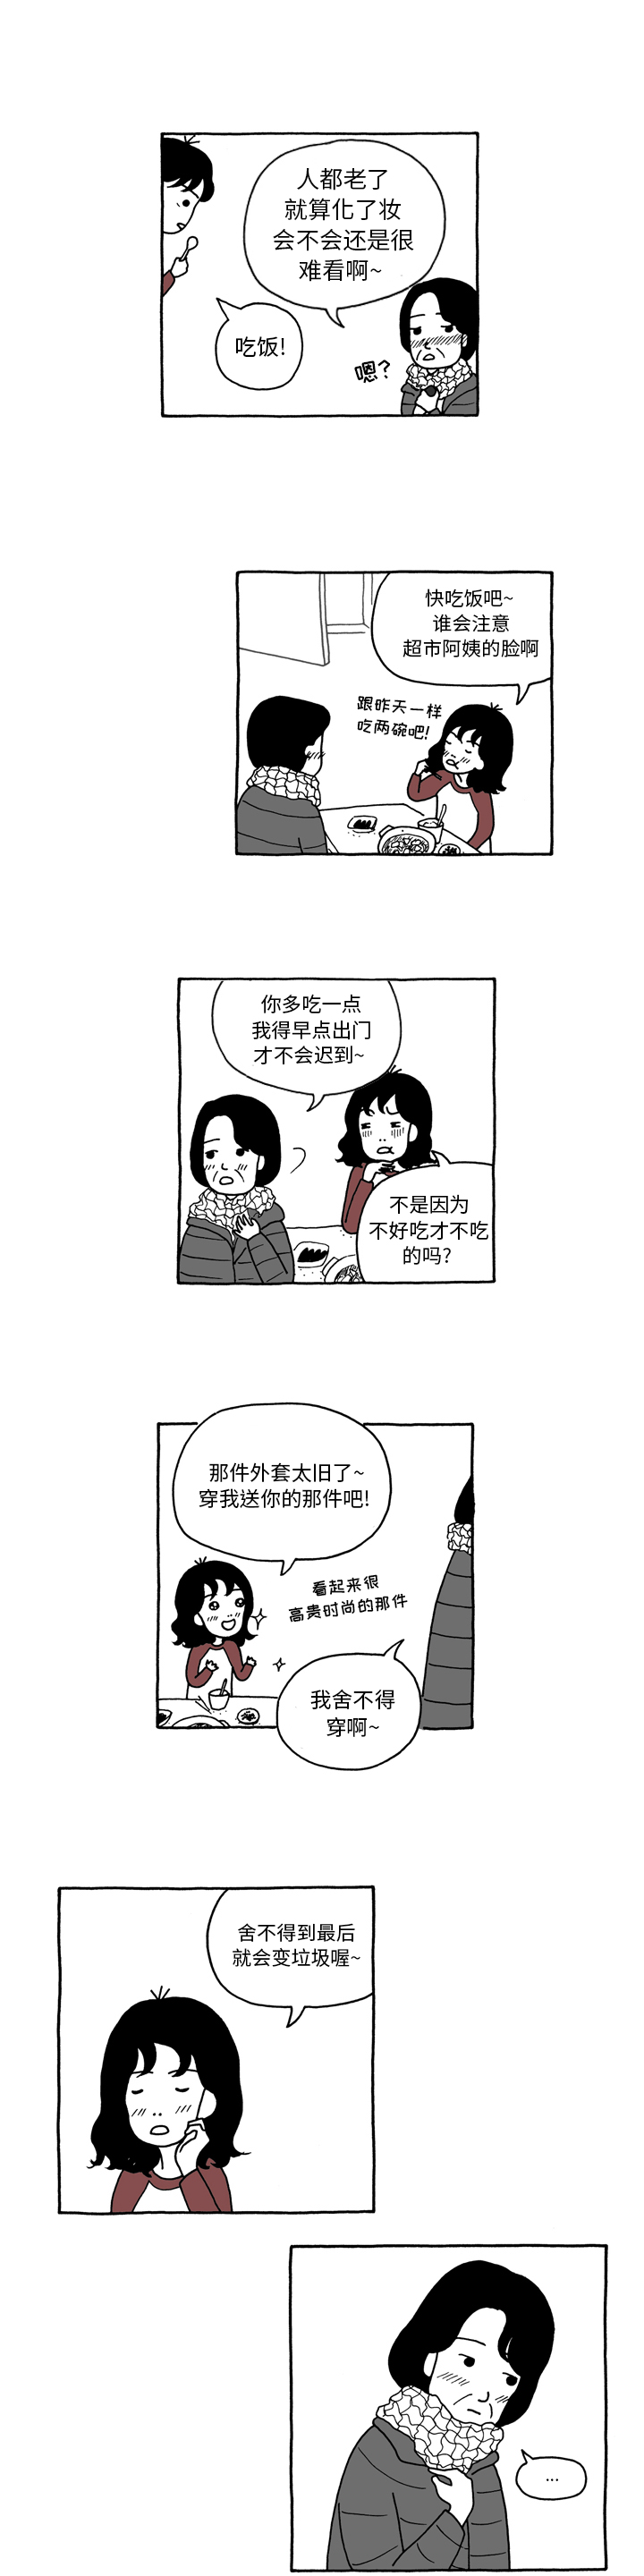 人都老了
就算化了妆
会不会还是很
难看啊~
吃饭!
嗯?
快吃饭吧~
谁会注意
超市阿姨的脸啊
跟昨天一样
吃两碗吧!
你多吃一点
我得早点出门
才不会迟到~
不是因为
不好吃才不吃
的吗?
那件外套太旧了~
穿我送你的那件吧!
看起来很
高贵时尚的那件
我舍不得
穿啊~
舍不得到最后
就会变垃圾喔~
...